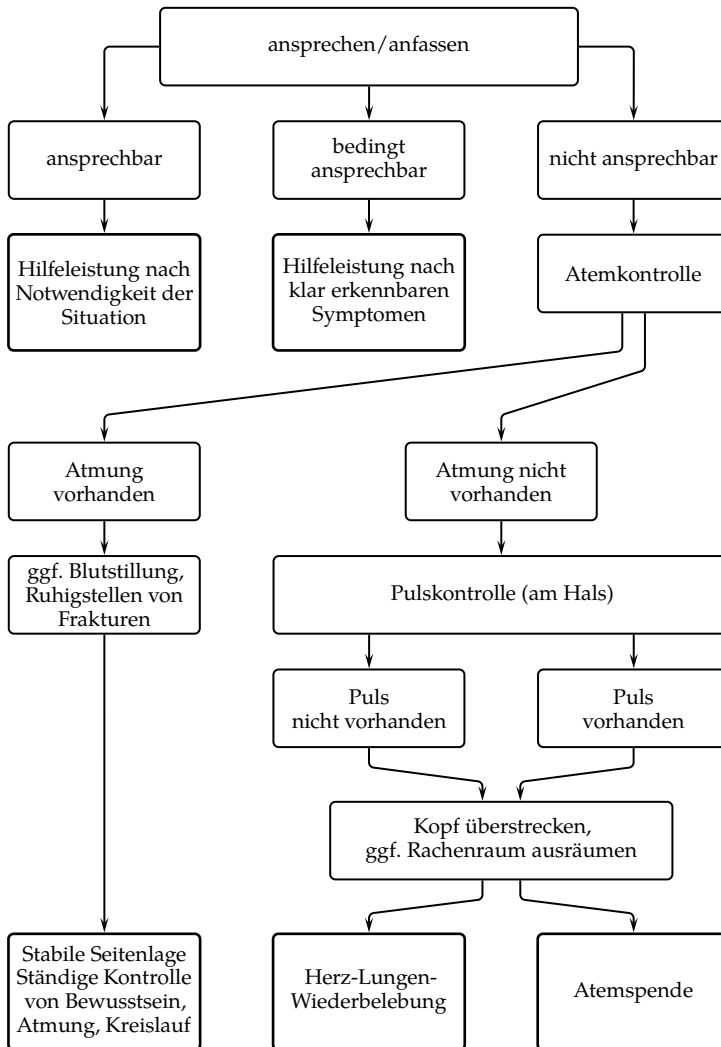 ansprechen/anfassen
ansprechbar
bedingt
ansprechbar
nicht ansprechbar
Hilfeleistung nach
Notwendigkeit der
Situation
Hilfeleistung nach
klar erkennbaren
Symptomen
Atemkontrolle
Atmung
vorhanden
Atmung nicht
vorhanden
ggf. Blutstillung,
Ruhigstellen von
Frakturen
Pulskontrolle (am Hals)
Puls
nicht vorhanden
Puls
vorhanden
Kopf überstrecken,
ggf. Rachenraum ausräumen
Stabile Seitenlage
Ständige Kontrolle
von Bewusstsein,
Atmung, Kreislauf
Herz-Lungen-
Wiederbelebung
Atemspende